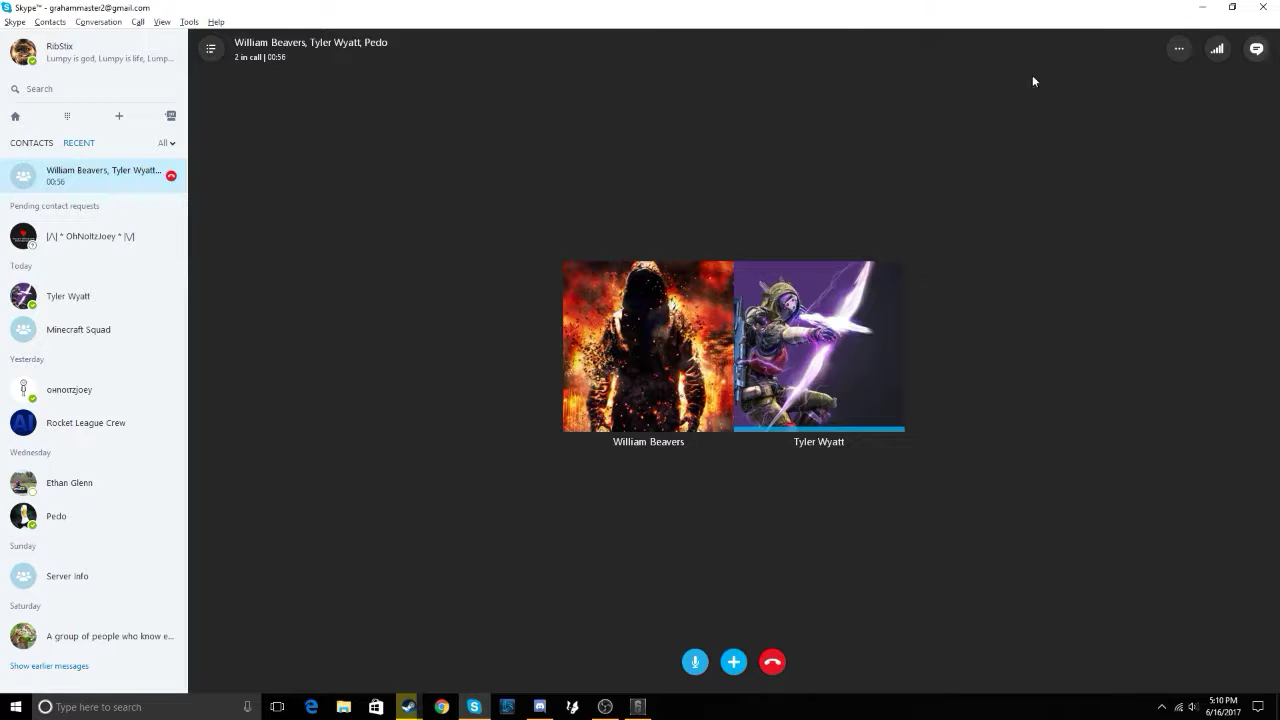 Skype™ - grahammaster2@gmail.com
Skype Contacts Conversation Call View Tools Help
RibStix
Lumpy is god, Lumpy is life, Lump...
Search
CONTACTS RECENT All
William Beavers, Tyler Wyatt...
00:56
Pending contact requests
[/\] * OhNoItzJoey * [\/]
Today
Tyler Wyatt
Minecraft Squad
Yesterday
онпоιтzjoey
Rocket League Crew
Wednesday
Ethan Glenn
Pedo
Sunday
Server Info
Saturday
A group of people who know e...
Show earlier messages
William Beavers, Tyler Wyatt, Pedo
2 in call | 00:56
William Beavers
Tyler Wyatt
Type here to search
5:10 PM
6/16/2017